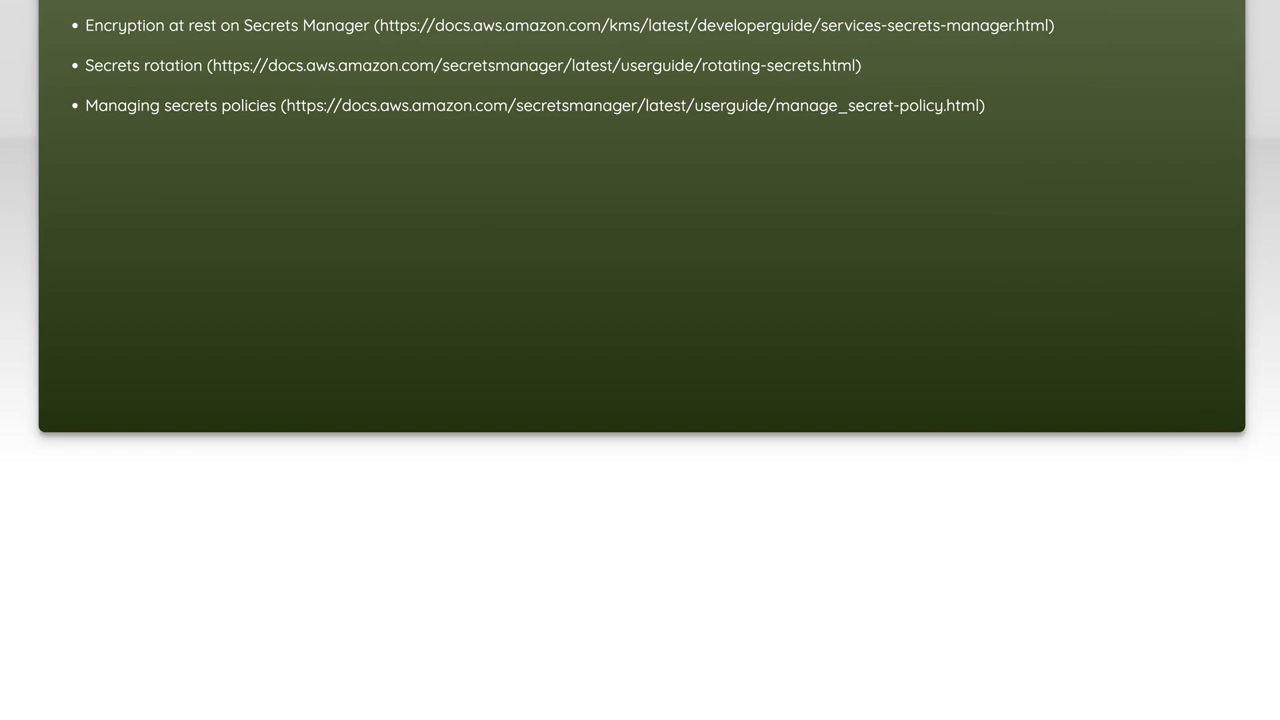 • Encryption at rest on Secrets Manager (https://docs.aws.amazon.com/kms/latest/developerguide/services-secrets-manager.html)
• Secrets rotation (https://docs.aws.amazon.com/secretsmanager/latest/userguide/rotating-secrets.html)
• Managing secrets policies (https://docs.aws.amazon.com/secretsmanager/latest/userguide/manage_secret-policy.html)